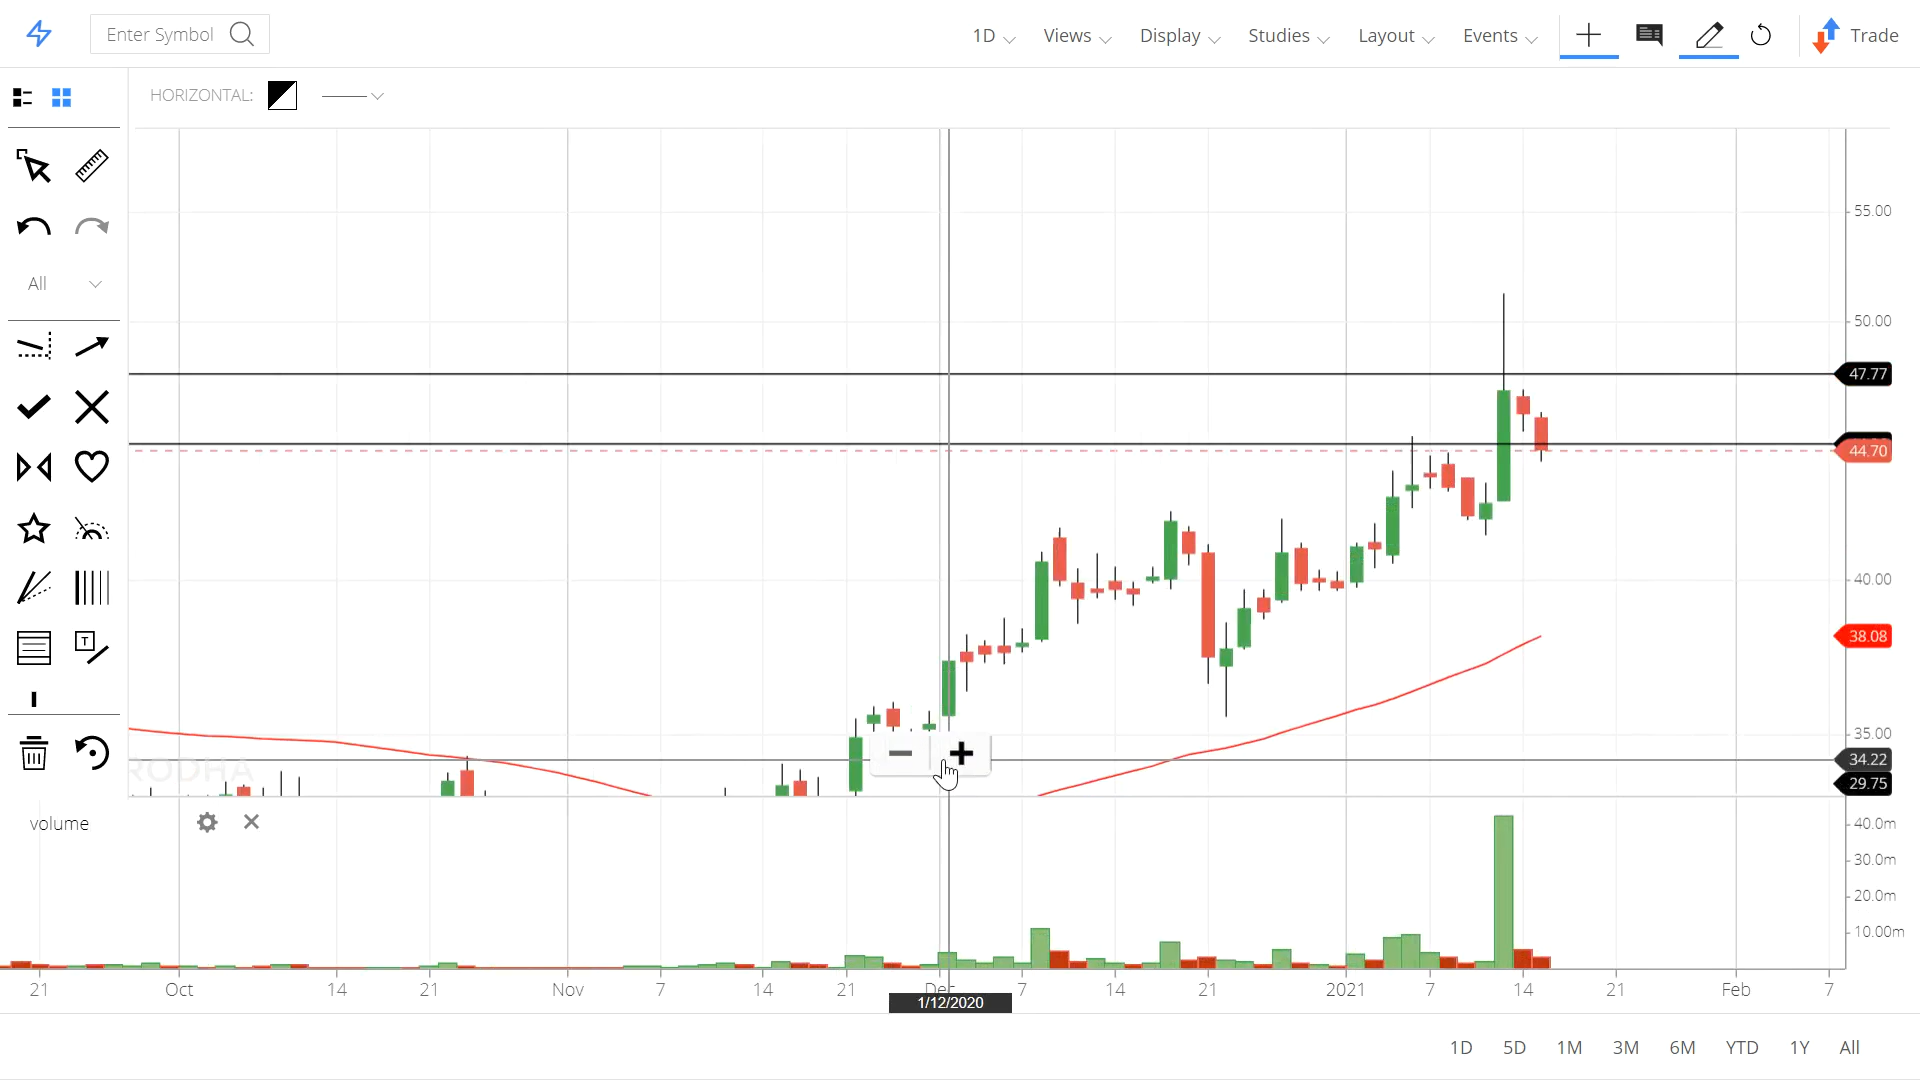 Enter Symbol
1D
Views
Display
Studies
Layout
Events
Trade
HORIZONTAL:
All
T
55.00
50.00
47.77
44.70
40.00
38.08
35.00
34.22
29.75
RODHA
volume
40.0m
30.0m
20.0m
10.00m
21 Oct 14 21 Nov 7 14 21 Dec 7 14 21 2021 7 14 21 Feb 7
1/12/2020
1D 5D 1M 3M 6M YTD 1Y All